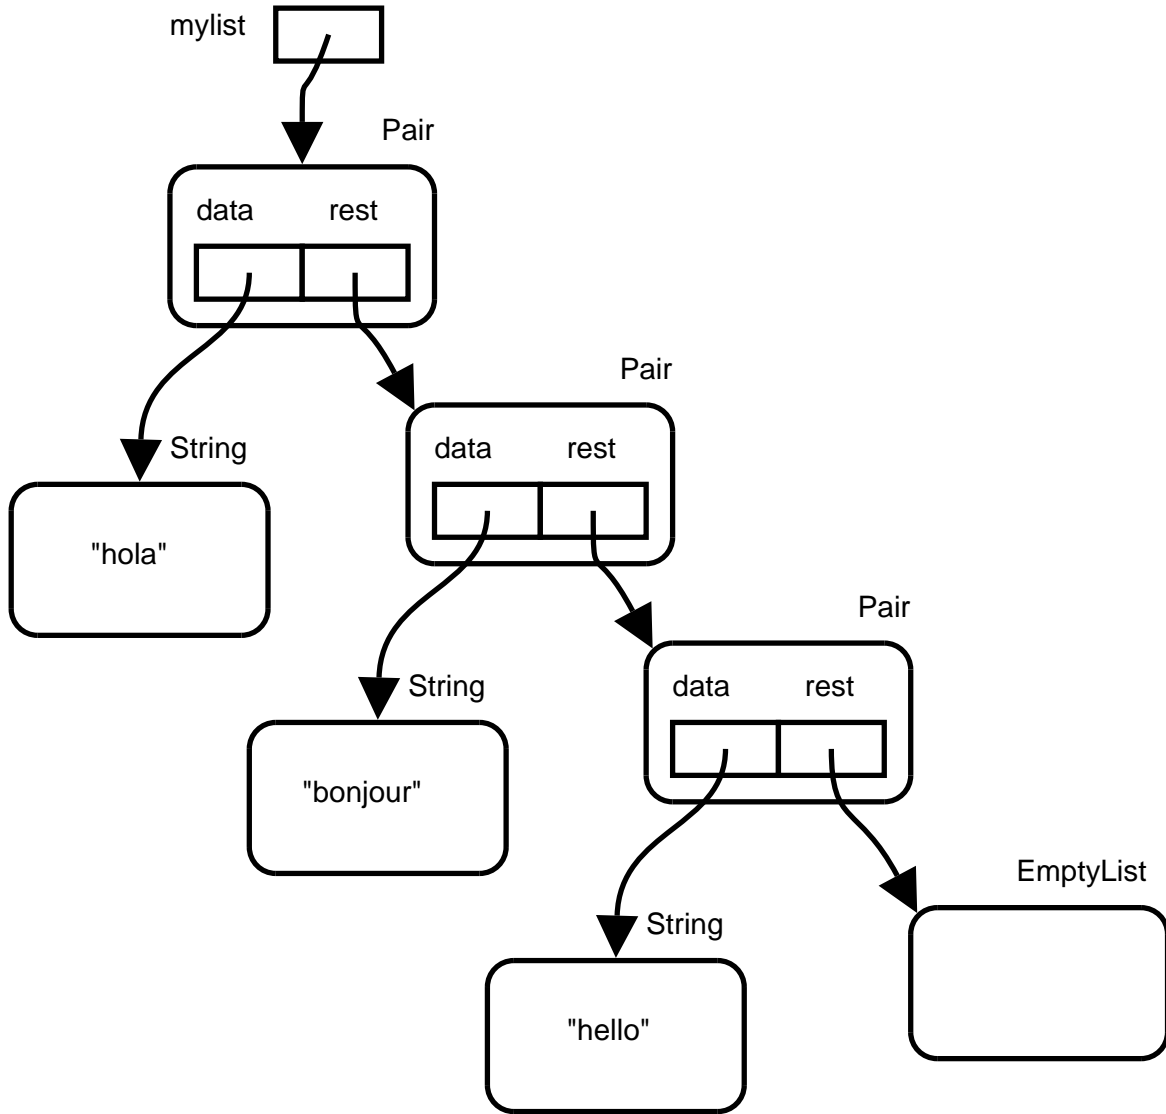 mylist
Pair
data rest
Pair
String
data rest
"hola"
Pair
String
data rest
"bonjour"
EmptyList
String
"hello"